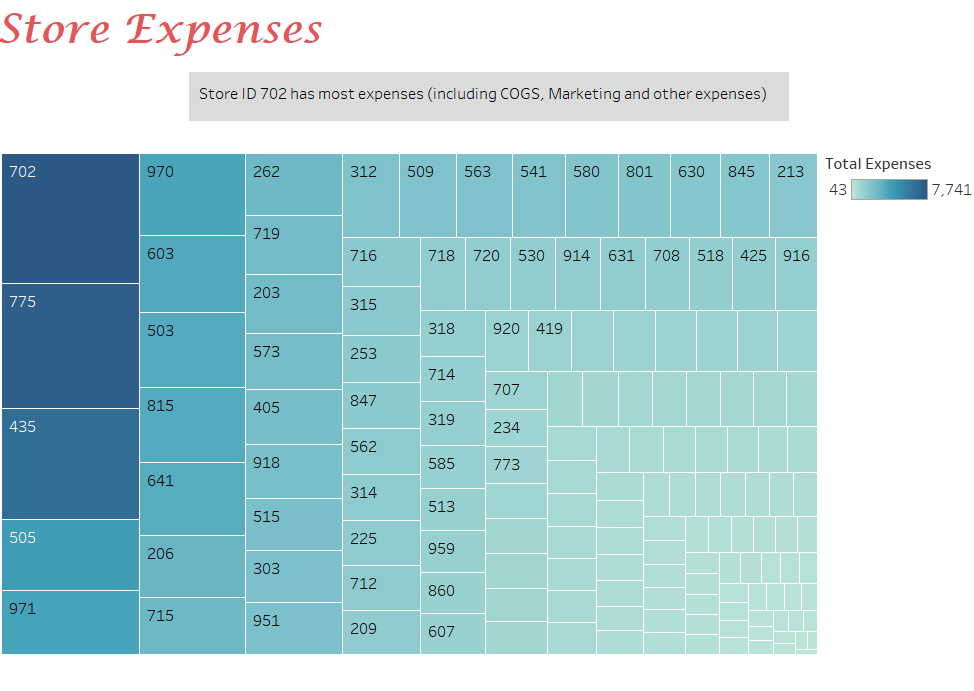 Store Expenses
Store ID 702 has most expenses (including COGS, Marketing and other expenses)
702 970 262 312 509 563 541 580 801 630 845 213 Total Expenses
43 7,741
719
603 716 718 720 530 914 631 708 518 425 916
203
775 315
503 318 920 419
573 253
714
707
815 405 847
435 319 234
562
918 585 773
641 314
515 513
505 225 959
206
303 712 860
971
715 951 209 607